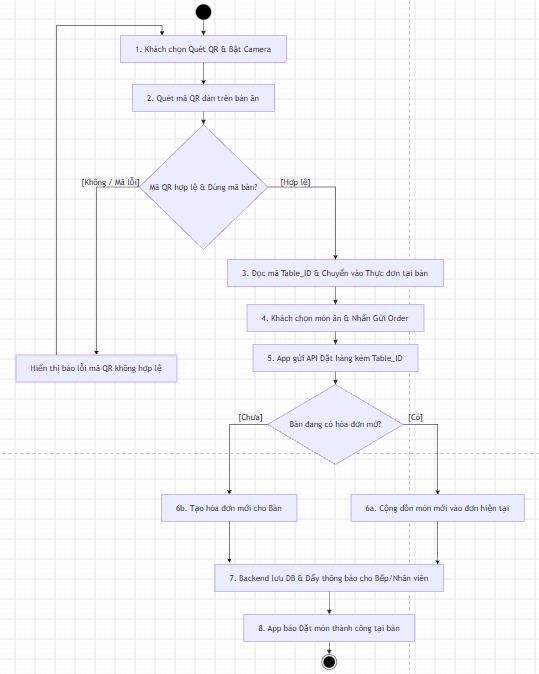 1. Khách chọn Quét QR & Bật Camera
2. Quét mã QR dán trên bàn ăn
[Không / Mã lỗi]
Mã QR hợp lệ & Đúng mã bàn?
[Hợp lệ]
3. Đọc mã Table_ID & Chuyển vào Thực đơn tại bàn
4. Khách chọn món ăn & Nhấn Gửi Order
5. App gửi API Đặt hàng kèm Table_ID
Hiển thị báo lỗi mã QR không hợp lệ
[Chưa]
Bàn đang có hóa đơn mở?
[Có]
6b. Tạo hóa đơn mới cho Bàn
6a. Cộng dồn món mới vào đơn hiện tại
7. Backend lưu DB & Đẩy thông báo cho Bếp/Nhân viên
8. App báo Đặt món thành công tại bàn